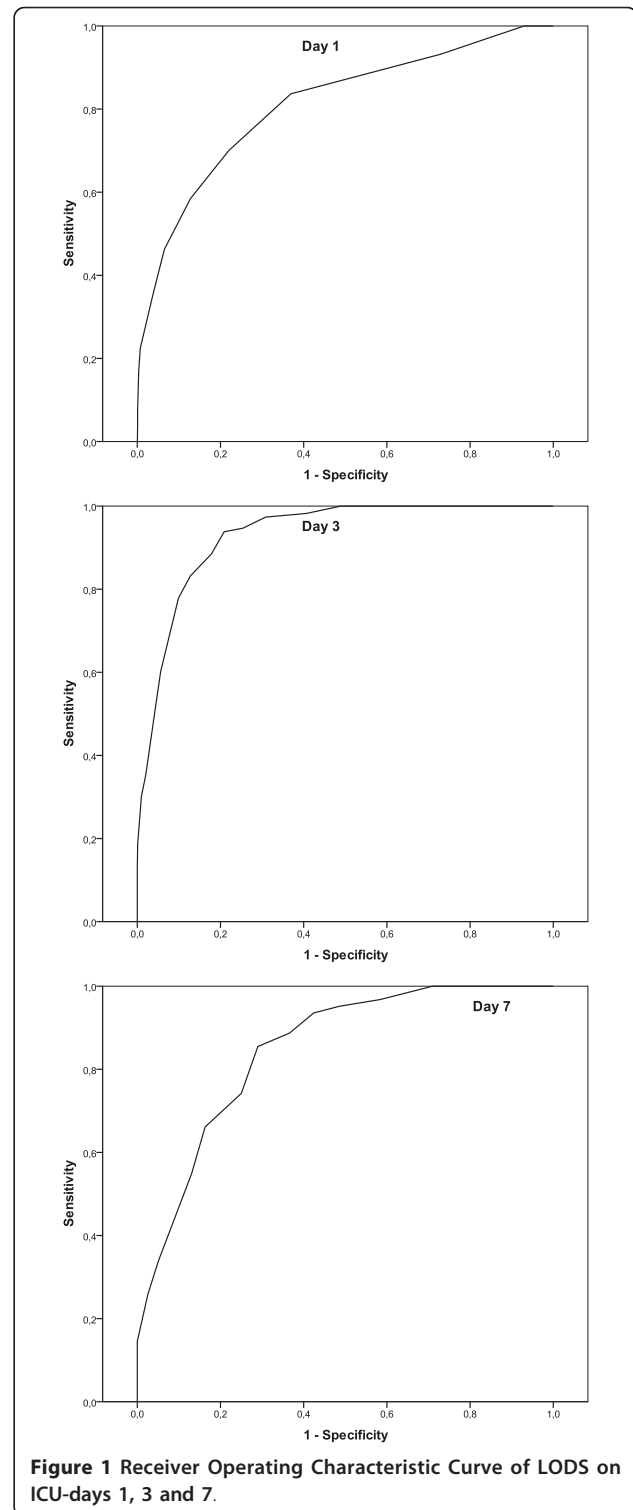 Day 1
Sensitivity
1,0
0,8
0,6
0,4
0,2
0,0
0,0 0,2 0,4 0,6 0,8 1,0
1 - Specificity
Day 3
Sensitivity
1,0
0,8
0,6
0,4
0,2
0,0
0,0 0,2 0,4 0,6 0,8 1,0
1 - Specificity
Day 7
Sensitivity
1,0
0,8
0,6
0,4
0,2
0,0
0,0 0,2 0,4 0,6 0,8 1,0
1 - Specificity
Figure 1 Receiver Operating Characteristic Curve of LODS on
ICU-days 1, 3 and 7.